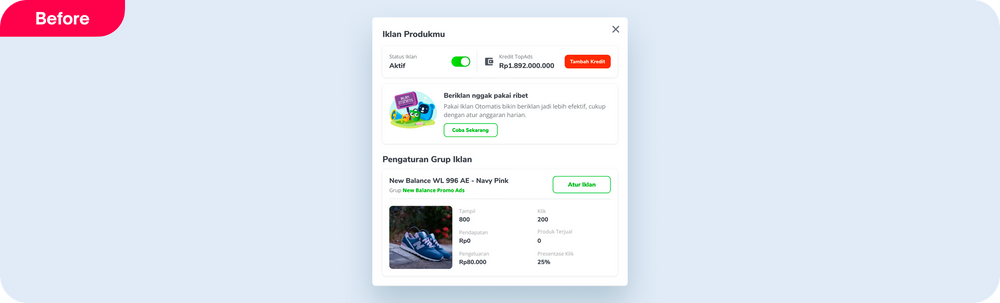 Before
Iklan Produkmu
Status Iklan
Aktif
Kredit TopAds
Rp1.892.000.000
Tambah Kredit
Beriklan nggak pakai ribet
Pakai Iklan Otomatis bikin beriklan jadi lebih efektif, cukup
dengan atur anggaran harian.
Coba Sekarang
Pengaturan Grup Iklan
New Balance WL 996 AE - Navy Pink
Grup New Balance Promo Ads
Atur Iklan
Tampil
800
Klik
200
Pendapatan
Rp0
Produk Terjual
0
Pengeluaran
Rp80.000
Presentase Klik
25%